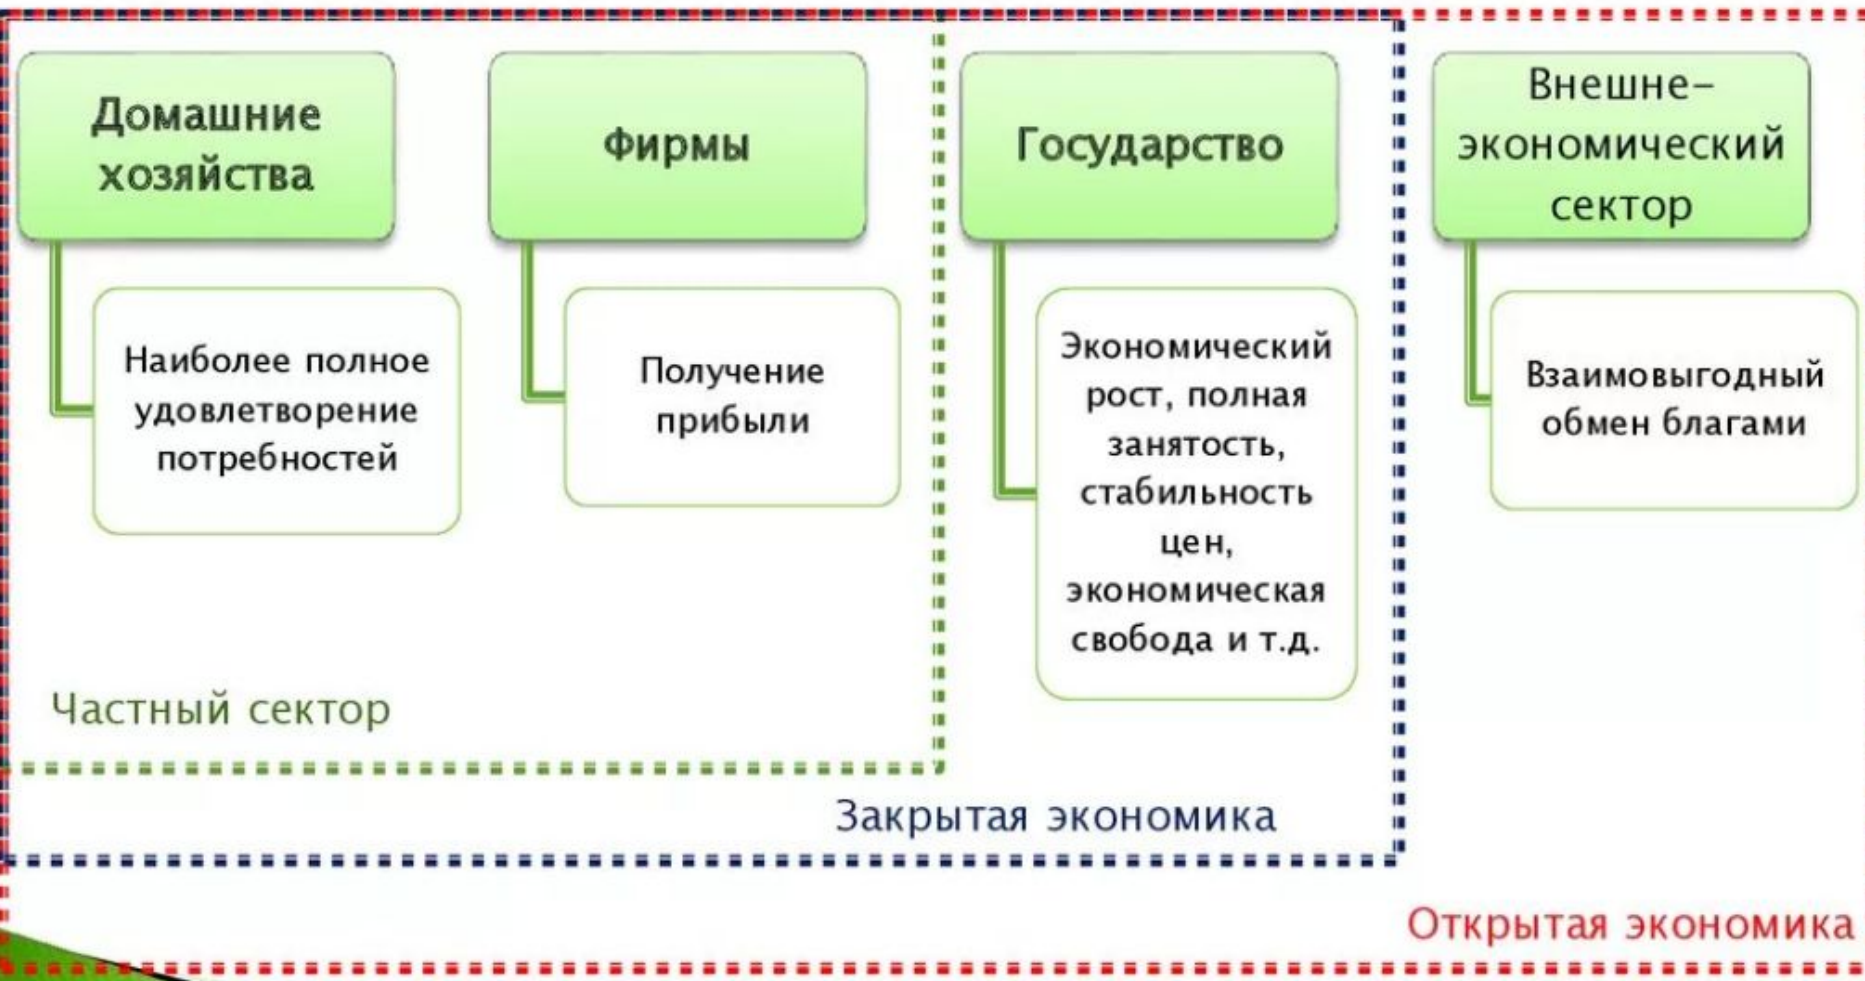 Домашние
хозяйства
Фирмы
Государство
Внешне-
экономический
сектор
Наиболее полное
удовлетворение
потребностей
Получение
прибыли
Экономический
рост, полная
занятость,
стабильность
цен,
экономическая
свобода и т.д.
Взаимовыгодный
обмен благами
Частный сектор
Закрытая экономика
Открытая экономика